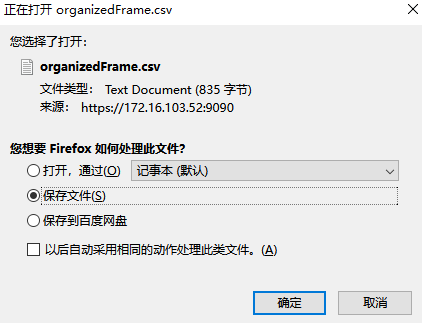 正在打开 organizedFrame.csv
您选择了打开：
organizedFrame.csv
文件类型： Text Document (835 字节)
来源： https://172.16.103.52:9090
您想要 Firefox 如何处理此文件?
打开，通过(O) 记事本 (默认)
保存文件(S)
保存到百度网盘
以后自动采用相同的动作处理此类文件。(A)
确定 取消